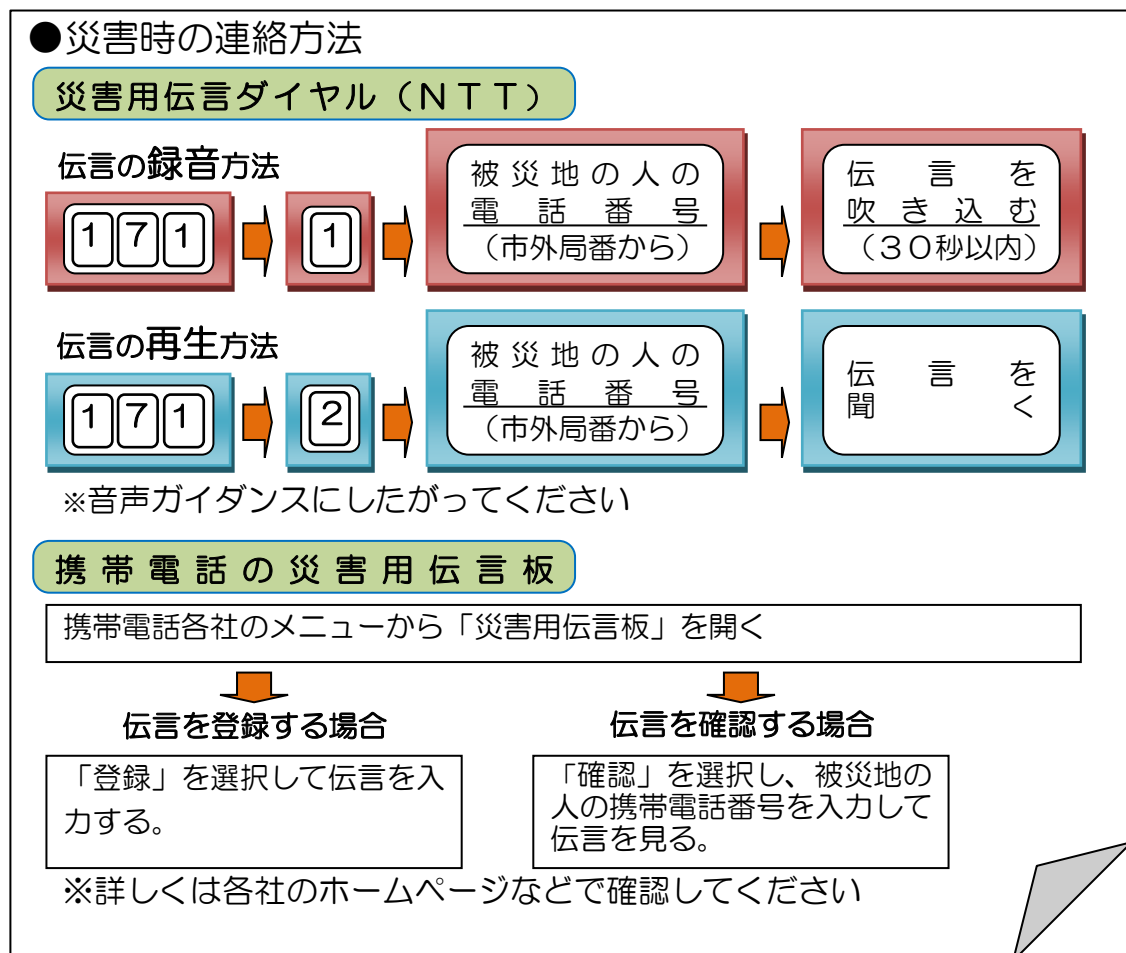 ●災害時の連絡方法
災害用伝言ダイヤル（ＮＴＴ）
伝言の録音方法
171
1
被災地の人の
電話番号
（市外局番から）
伝言を
吹き込む
（３０秒以内）
伝言の再生方法
171
2
被災地の人の
電話番号
（市外局番から）
伝言を
聞く
※音声ガイダンスにしたがってください
携帯電話の災害用伝言板
携帯電話各社のメニューから「災害用伝言板」を開く
伝言を登録する場合
「登録」を選択して伝言を入
力する。
伝言を確認する場合
「確認」を選択し、被災地の
人の携帯電話番号を入力して
伝言を見る。
※詳しくは各社のホームページなどで確認してください